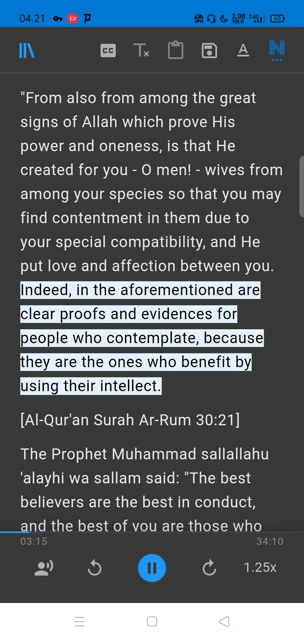 04.21
2,00
KB/S
CC
"From also from among the great
signs of Allah which prove His
power and oneness, is that He
created for you - O men! - wives from
among your species so that you may
find contentment in them due to
your special compatibility, and He
put love and affection between you.
Indeed, in the aforementioned are
clear proofs and evidences for
people who contemplate, because
they are the ones who benefit by
using their intellect.
[Al-Qur'an Surah Ar-Rum 30:21]
The Prophet Muhammad sallallahu
'alayhi wa sallam said: "The best
believers are the best in conduct,
and the best of you are those who
03:15
34:10
1.25x